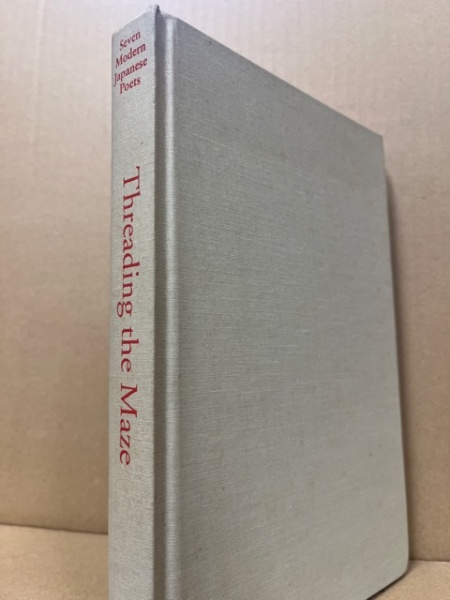 Seven
Modern
Japanese
Poets
Threading the Maze